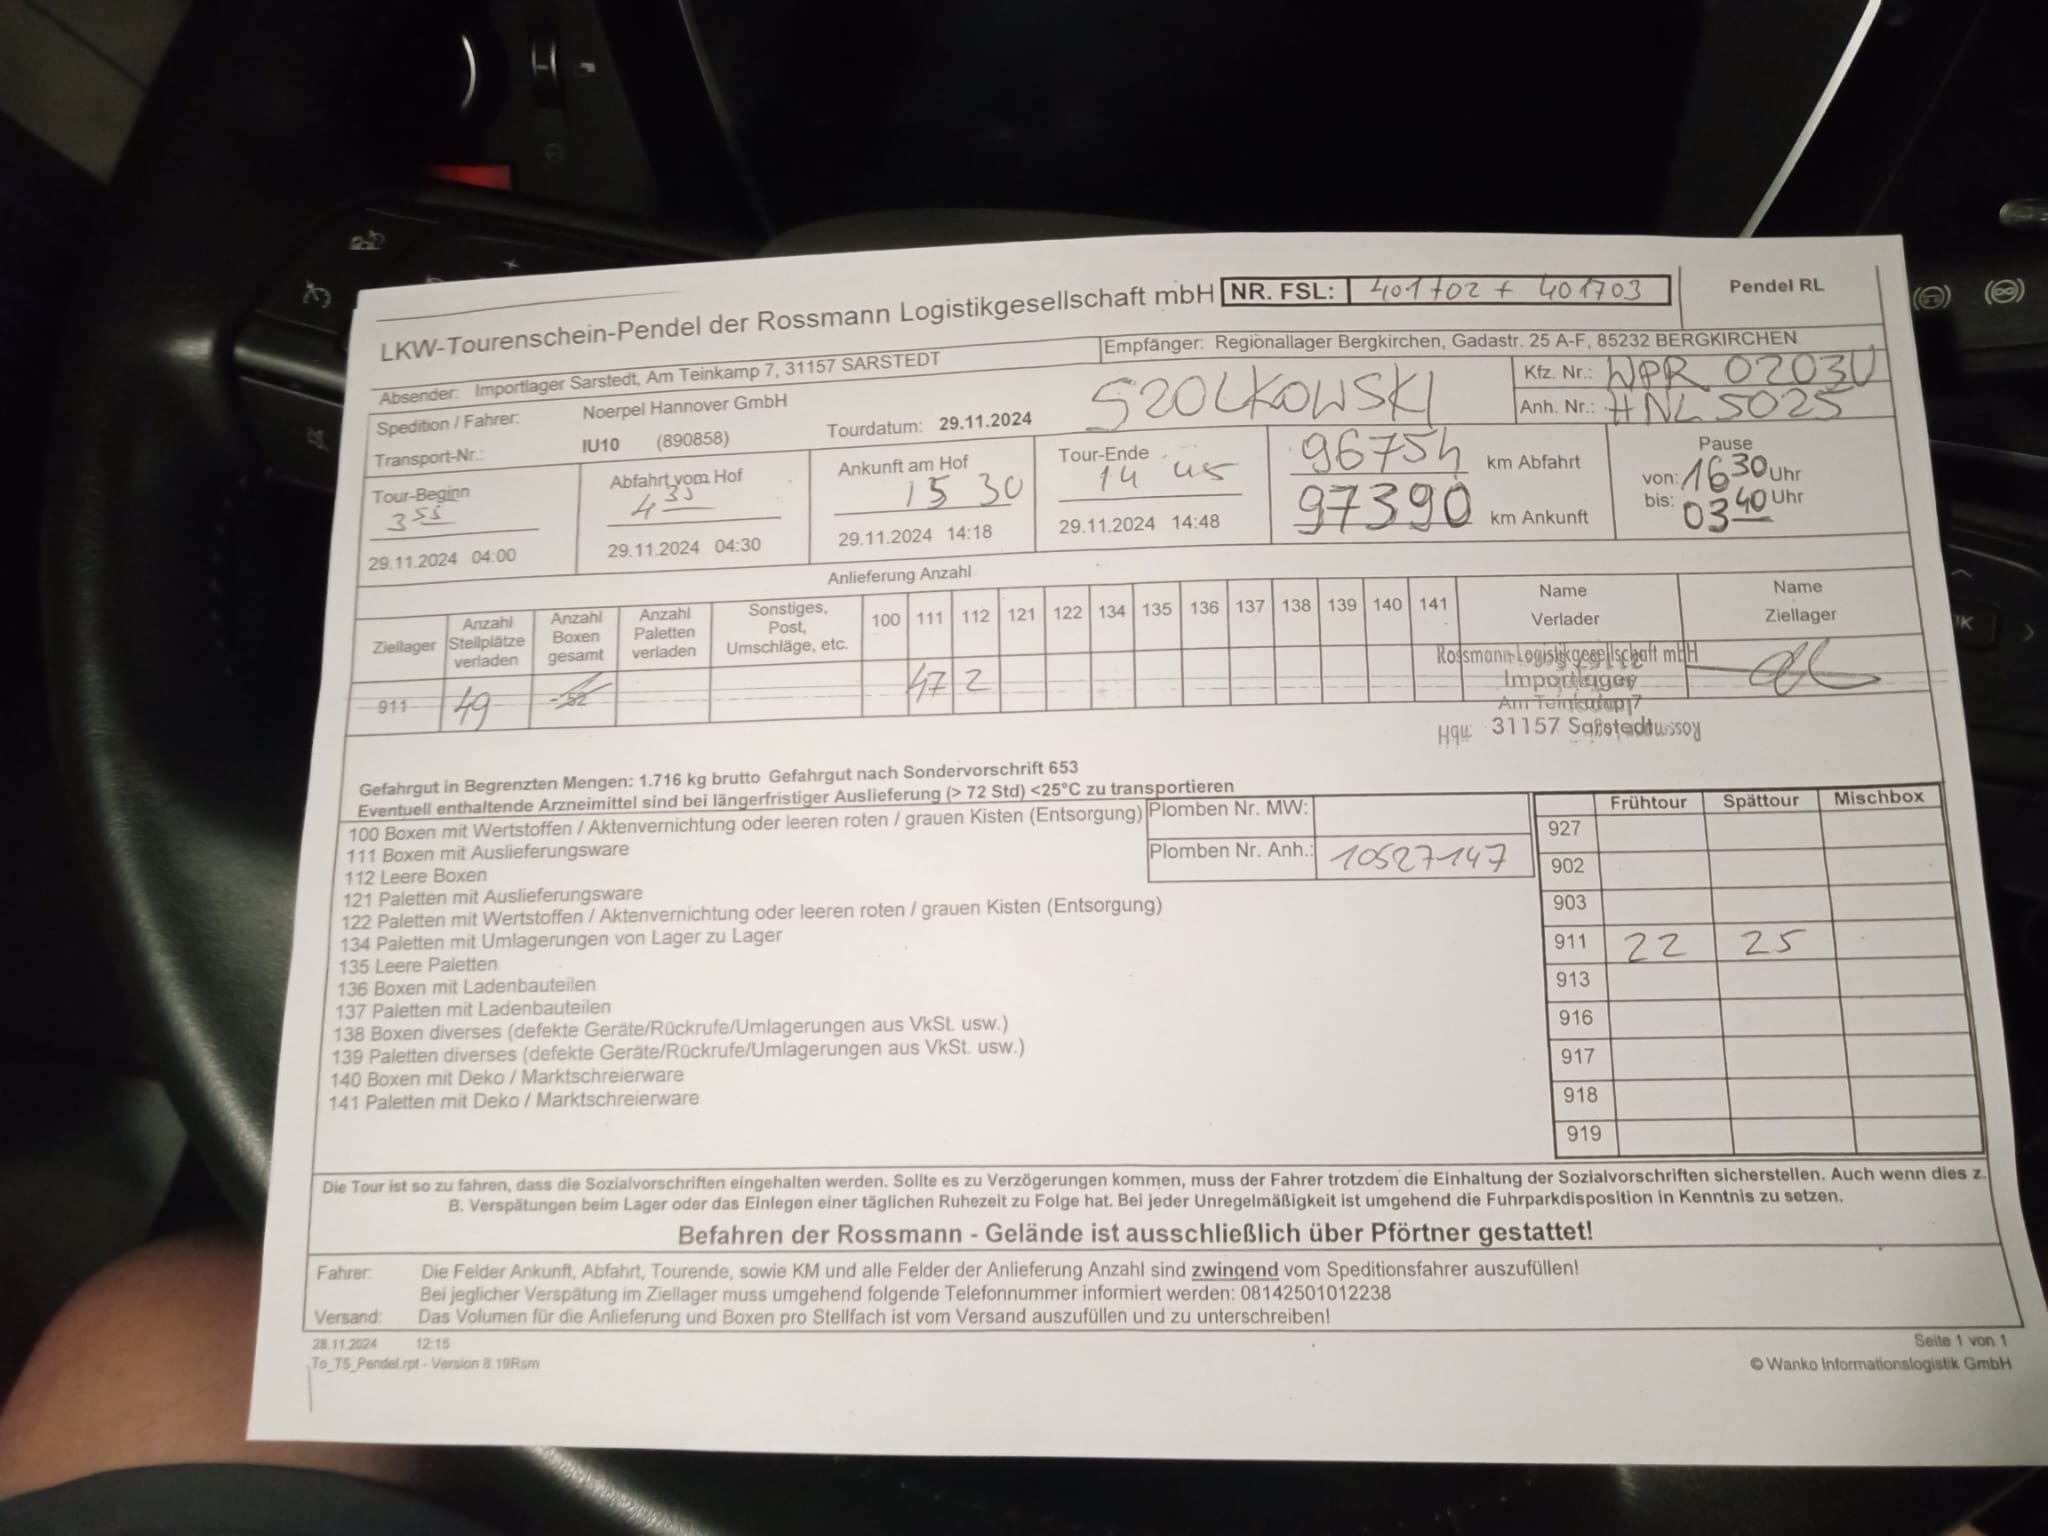 LKW-Tourenschein-Pendel der Rossmann Logistikgesellschaft mbH NR. FSL: 401702 + 401703 Pendel RL
Absender: Importlager Sarstedt, Am Teinkamp 7, 31157 SARSTEDT Empfänger: Regionallager Bergkirchen, Gadastr. 25 A-F, 85232 BERGKIRCHEN
Spedition / Fahrer: Noerpel Hannover GmbH SZOLKOWSKI Kfz. Nr.: WPR 0203U
Transport-Nr.: IU10 (890858) Tourdatum: 29.11.2024 Anh. Nr.: HNL 5025
Tour-Beginn Abfahrt vom Hof Ankunft am Hof Tour-Ende 96754 km Abfahrt Pause
3 55 4 35 15 30 14 45 von: 16 30 Uhr
29.11.2024 04:00 29.11.2024 04:30 29.11.2024 14:18 29.11.2024 14:48 97390 km Ankunft bis: 03 40 Uhr
Anlieferung Anzahl
Ziellager Anzahl Stellplätze verladen Anzahl Boxen gesamt Anzahl Paletten verladen Sonstiges, Post, Umschläge, etc. 100 111 112 121 122 134 135 136 137 138 139 140 141 Name Verlader Name Ziellager
911 49 47 2
Rossmann Logistikgesellschaft mbH
Importlager
Am Teinkamp 7
31157 Sarstedt
Gefahrgut in Begrenzten Mengen: 1.716 kg brutto Gefahrgut nach Sondervorschrift 653
Eventuell enthaltende Arzneimittel sind bei längerfristiger Auslieferung (> 72 Std) <25°C zu transportieren
100 Boxen mit Wertstoffen / Aktenvernichtung oder leeren roten / grauen Kisten (Entsorgung)
111 Boxen mit Auslieferungsware
112 Leere Boxen
121 Paletten mit Auslieferungsware
122 Paletten mit Wertstoffen / Aktenvernichtung oder leeren roten / grauen Kisten (Entsorgung)
134 Paletten mit Umlagerungen von Lager zu Lager
135 Leere Paletten
136 Boxen mit Ladenbauteilen
137 Paletten mit Ladenbauteilen
138 Boxen diverses (defekte Geräte/Rückrufe/Umlagerungen aus VkSt. usw.)
139 Paletten diverses (defekte Geräte/Rückrufe/Umlagerungen aus VkSt. usw.)
140 Boxen mit Deko / Marktschreierware
141 Paletten mit Deko / Marktschreierware
Plomben Nr. MW:
Plomben Nr. Anh.: 10527147
Frühtour Spättour Mischbox
927
902
903
911 22 25
913
916
917
918
919
Die Tour ist so zu fahren, dass die Sozialvorschriften eingehalten werden. Sollte es zu Verzögerungen kommen, muss der Fahrer trotzdem die Einhaltung der Sozialvorschriften sicherstellen. Auch wenn dies z.
B. Verspätungen beim Lager oder das Einlegen einer täglichen Ruhezeit zu Folge hat. Bei jeder Unregelmäßigkeit ist umgehend die Fuhrparkdisposition in Kenntnis zu setzen.
Befahren der Rossmann - Gelände ist ausschließlich über Pförtner gestattet!
Fahrer: Die Felder Ankunft, Abfahrt, Tourende, sowie KM und alle Felder der Anlieferung Anzahl sind zwingend vom Speditionsfahrer auszufüllen!
Bei jeglicher Verspätung im Ziellager muss umgehend folgende Telefonnummer informiert werden: 08142501012238
Versand: Das Volumen für die Anlieferung und Boxen pro Stellfach ist vom Versand auszufüllen und zu unterschreiben!
28.11.2024 12:15 Seite 1 von 1
To_TS_Pendel.rpt - Version 8.19Rsm © Wanko Informationslogistik GmbH